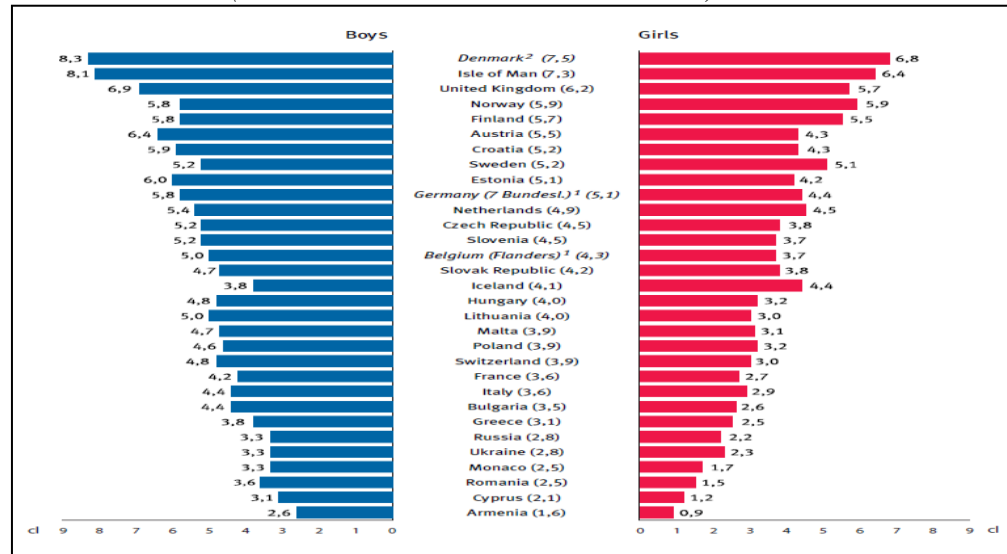 Boys Girls
8,3 Denmark² (7,5) 6,8
8,1 Isle of Man (7,3) 6,4
6,9 United Kingdom (6,2) 5,7
5,8 Norway (5,9) 5,9
5,8 Finland (5,7) 5,5
6,4 Austria (5,5) 4,3
5,9 Croatia (5,2) 4,3
5,2 Sweden (5,2) 5,1
6,0 Estonia (5,1) 4,2
5,8 Germany (7 Bundesl.)¹ (5,1) 4,4
5,4 Netherlands (4,9) 4,5
5,2 Czech Republic (4,5) 3,8
5,2 Slovenia (4,5) 3,7
5,0 Belgium (Flanders)¹ (4,3) 3,7
4,7 Slovak Republic (4,2) 3,8
3,8 Iceland (4,1) 4,4
4,8 Hungary (4,0) 3,2
5,0 Lithuania (4,0) 3,0
4,7 Malta (3,9) 3,1
4,6 Poland (3,9) 3,2
4,8 Switzerland (3,9) 3,0
4,2 France (3,6) 2,7
4,4 Italy (3,6) 2,9
4,4 Bulgaria (3,5) 2,6
3,8 Greece (3,1) 2,5
3,3 Russia (2,8) 2,2
3,3 Ukraine (2,8) 2,3
3,3 Monaco (2,5) 1,7
3,6 Romania (2,5) 1,5
3,1 Cyprus (2,1) 1,2
2,6 Armenia (1,6) 0,9
cl 9 8 7 6 5 4 3 2 1 0 0 1 2 3 4 5 6 7 8 9 cl